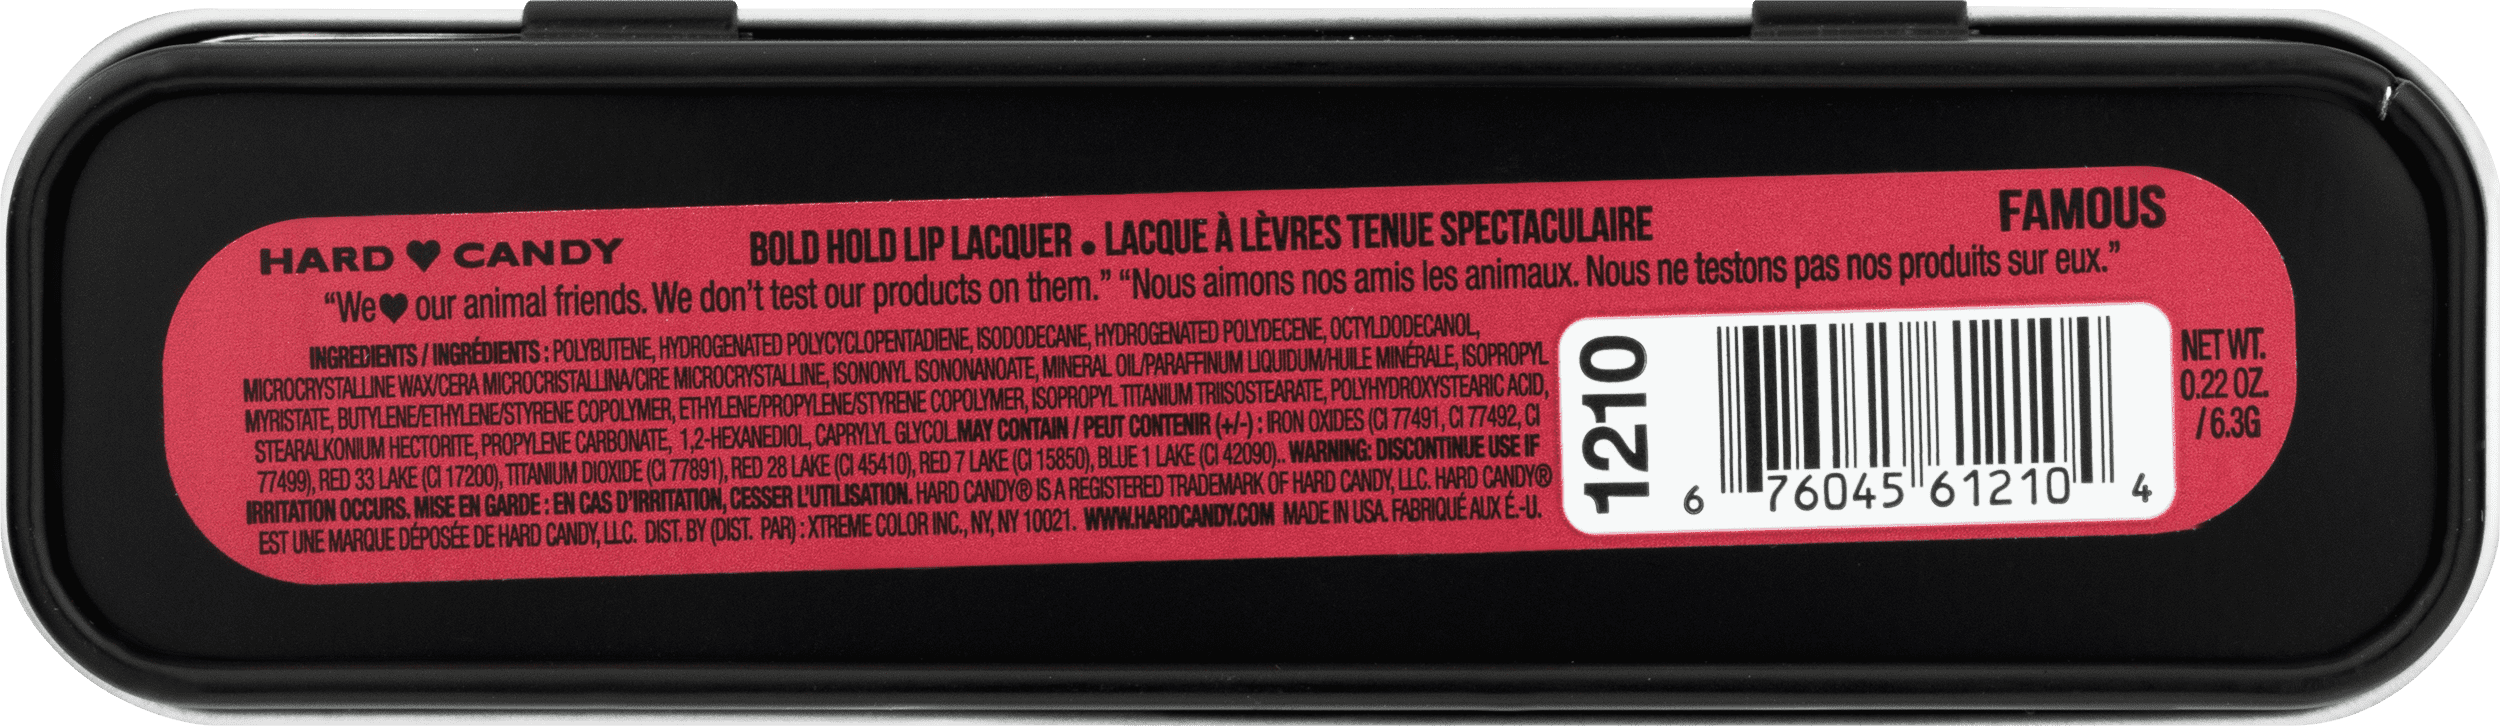 HARD ♥ CANDY BOLD HOLD LIP LACQUER • LACQUE À LÈVRES TENUE SPECTACULAIRE FAMOUS
“We ♥ our animal friends. We don't test our products on them.” “Nous aimons nos amis les animaux. Nous ne testons pas nos produits sur eux.”
INGREDIENTS / INGRÉDIENTS : POLYBUTENE, HYDROGENATED POLYCYCLOPENTADIENE, ISODODECANE, HYDROGENATED POLYDECENE, OCTYLDODECANOL,
MICROCRYSTALLINE WAX/CERA MICROCRISTALLINA/CIRE MICROCRYSTALLINE, ISONONYL ISONONANOATE, MINERAL OIL/PARAFFINUM LIQUIDUM/HUILE MINÉRALE, ISOPROPYL
MYRISTATE, BUTYLENE/ETHYLENE/STYRENE COPOLYMER, ETHYLENE/PROPYLENE/STYRENE COPOLYMER, ISOPROPYL TITANIUM TRIISOSTEARATE, POLYHYDROXYSTEARIC ACID,
STEARALKONIUM HECTORITE, PROPYLENE CARBONATE, 1,2-HEXANEDIOL, CAPRYLYL GLYCOL.MAY CONTAIN / PEUT CONTENIR (+/-) : IRON OXIDES (CI 77491, CI 77492, CI
77499), RED 33 LAKE (CI 17200), TITANIUM DIOXIDE (CI 77891), RED 28 LAKE (CI 45410), RED 7 LAKE (CI 15850), BLUE 1 LAKE (CI 42090).. WARNING: DISCONTINUE USE IF
IRRITATION OCCURS. MISE EN GARDE : EN CAS D'IRRITATION, CESSER L'UTILISATION. HARD CANDY® IS A REGISTERED TRADEMARK OF HARD CANDY, LLC. HARD CANDY®
EST UNE MARQUE DÉPOSÉE DE HARD CANDY, LLC. DIST. BY (DIST. PAR) : XTREME COLOR INC., NY, NY 10021. WWW.HARDCANDY.COM MADE IN USA. FABRIQUÉ AUX É.-U.
1210
6 76045 61210 4
NET WT.
0.22 OZ.
/ 6.3G